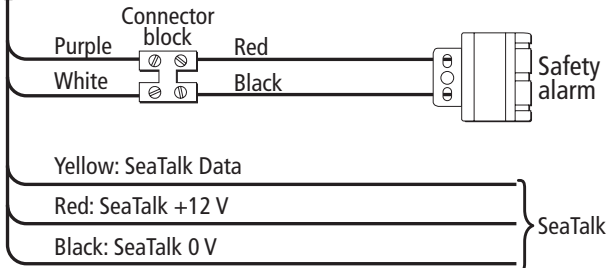 Connector
block
Purple
Red
White
Black
Safety
alarm
Yellow: SeaTalk Data
Red: SeaTalk +12 V
Black: SeaTalk 0 V
SeaTalk